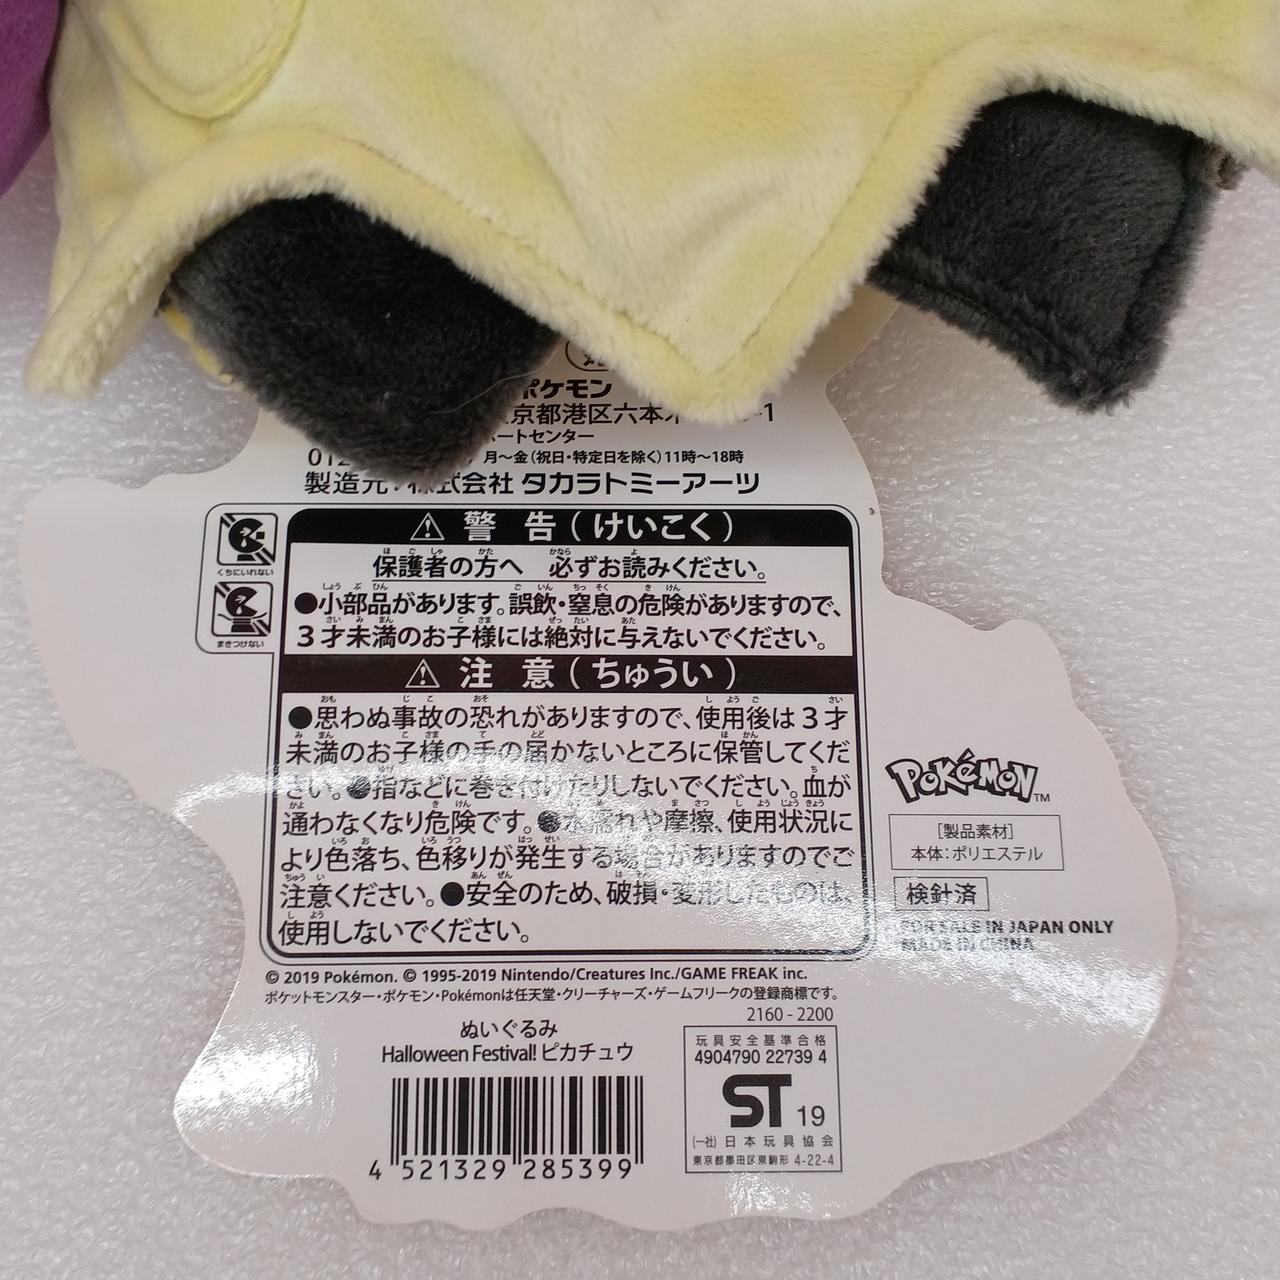 ポケモン
京都港区六本
ートセンター
月～金(祝日・特定日を除く)11時～18時
製造元:株式会社 タカラトミーアーツ
くちにいれない
まきつけない
⚠ 警 告(けいこく)
保護者の方へ 必ずお読みください。
●小部品があります。誤飲・窒息の危険がありますので、
3才未満のお子様には絶対に与えないでください。
⚠ 注 意(ちゅうい)
●思わぬ事故の恐れがありますので、使用後は3才
未満のお子様の手の届かないところに保管してくだ
さい。●指などに巻き付けたりしないでください。血が
通わなくなり危険です。●水濡れや摩擦、使用状況に
より色落ち、色移りが発生する場合がありますのでご
注意ください。●安全のため、破損・変形したものは、
使用しないでください。
POKéMON™
[製品素材]
本体:ポリエステル
検針済
FOR SALE IN JAPAN ONLY
MADE IN CHINA
© 2019 Pokémon. © 1995-2019 Nintendo/Creatures Inc./GAME FREAK inc.
ポケットモンスター・ポケモン・Pokémonは任天堂・クリーチャーズ・ゲームフリークの登録商標です。
2160 - 2200
ぬいぐるみ
Halloween Festival! ピカチュウ
4 521329 285399
玩具安全基準合格
4904790 22739 4
ST 19
(一社)日本玩具協会
東京都墨田区東駒形 4-22-4